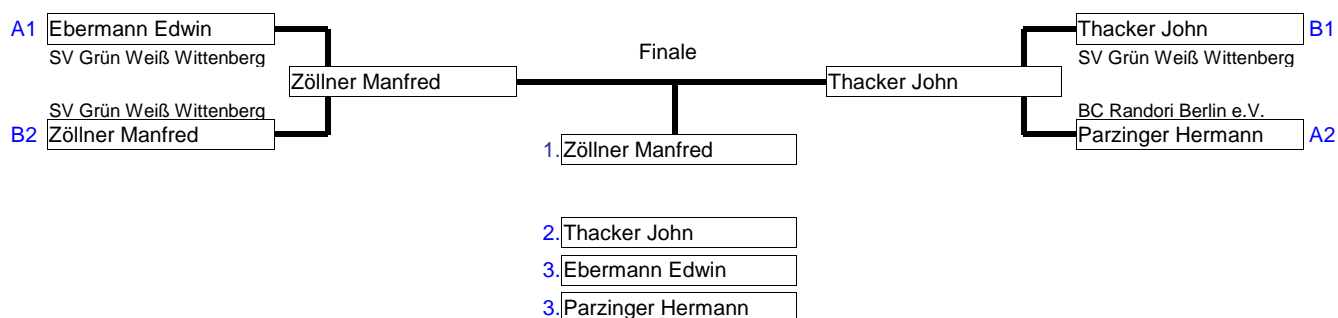 A1 Ebermann Edwin
SV Grün Weiß Wittenberg
Zöllner Manfred
SV Grün Weiß Wittenberg
B2 Zöllner Manfred
Finale
Thacker John B1
SV Grün Weiß Wittenberg
Thacker John
BC Randori Berlin e.V.
Parzinger Hermann A2
1. Zöllner Manfred
2. Thacker John
3. Ebermann Edwin
3. Parzinger Hermann